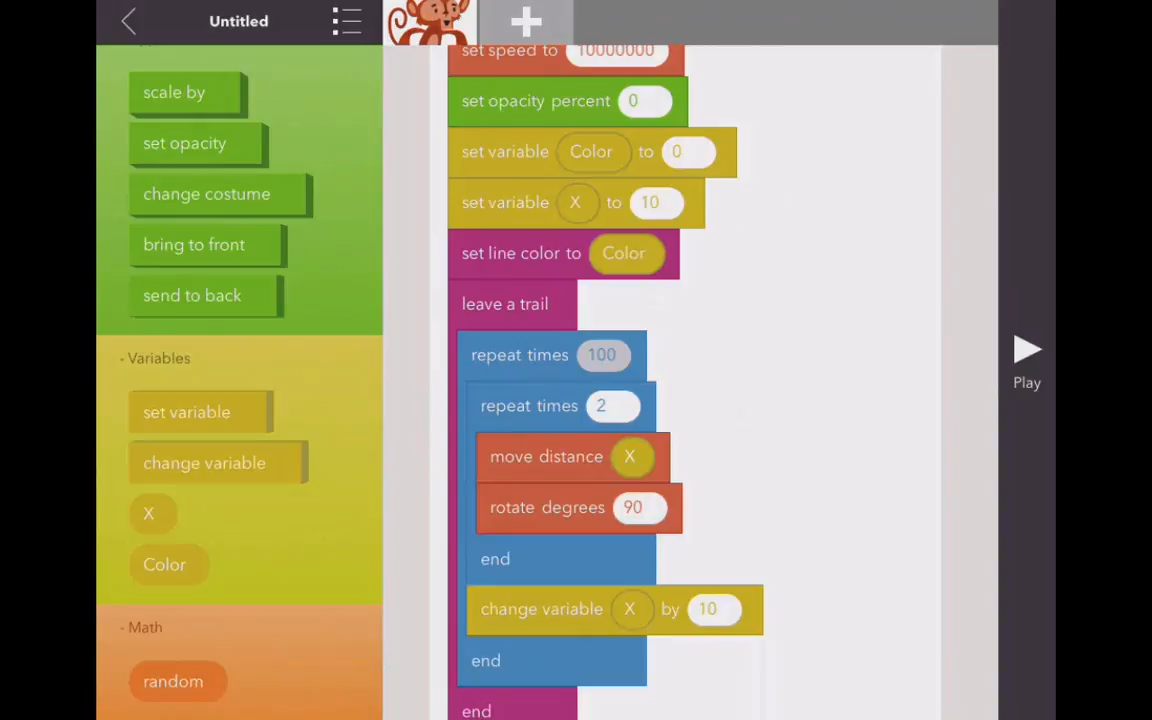 Untitled
scale by
set opacity
change costume
bring to front
send to back
- Variables
set variable
change variable
X
Color
- Math
random
set speed to 10000000
set opacity percent 0
set variable Color to 0
set variable X to 10
set line color to Color
leave a trail
repeat times 100
repeat times 2
move distance X
rotate degrees 90
end
change variable X by 10
end
end
Play